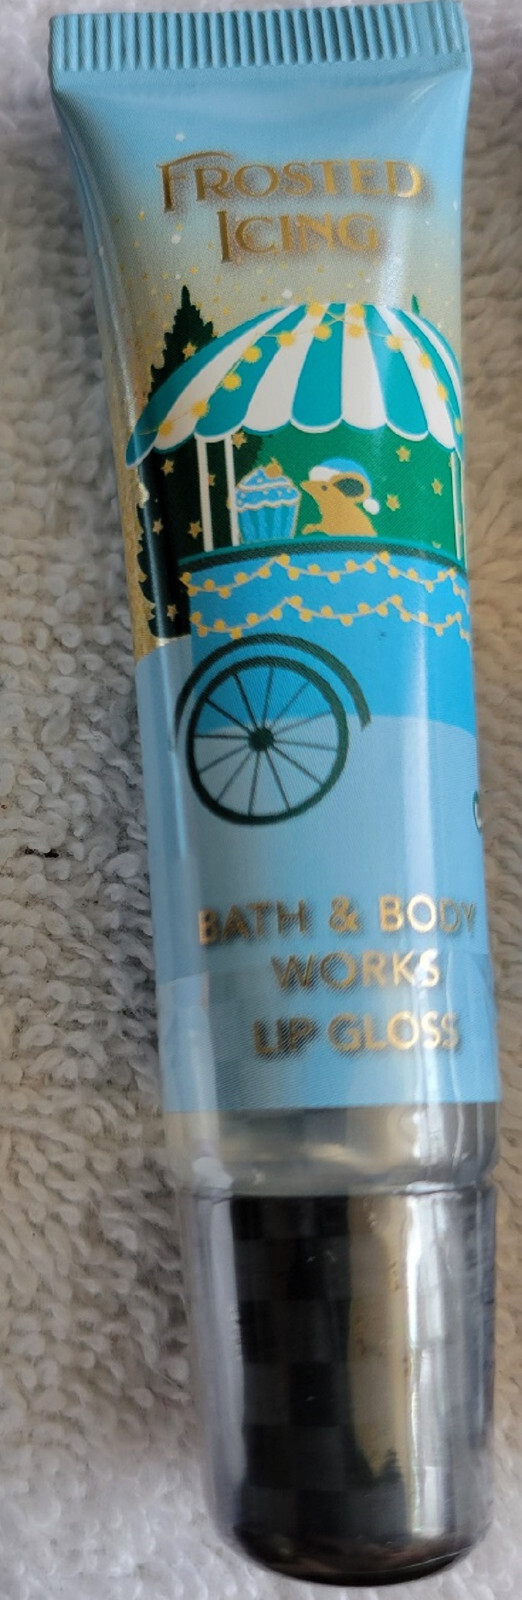 FROSTED
ICING
BATH & BODY
WORKS
LIP GLOSS